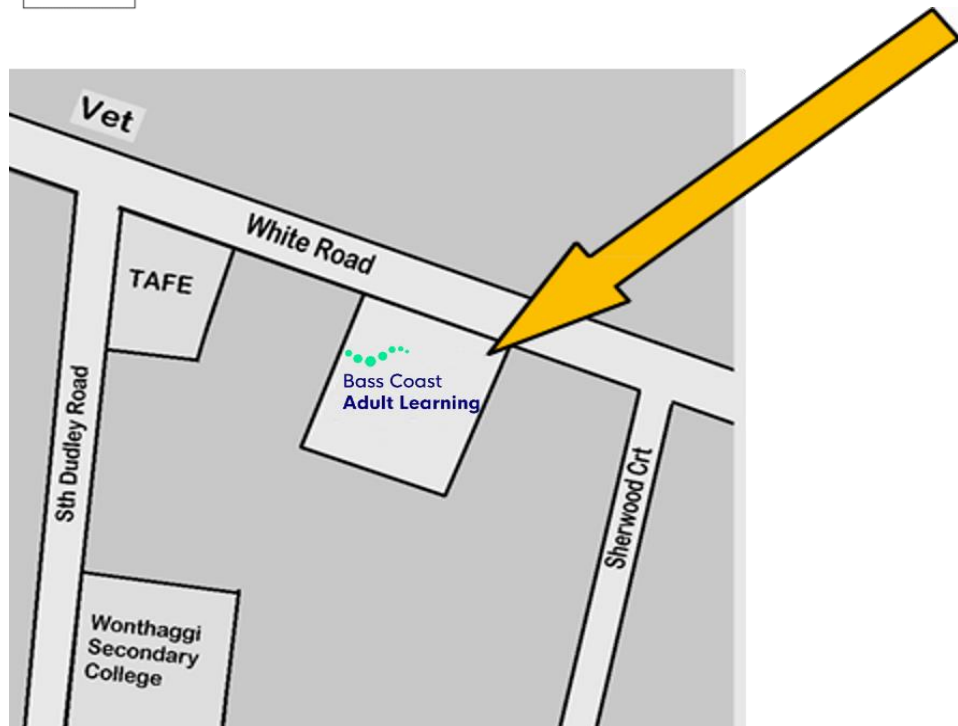 Vet
White Road
TAFE
Bass Coast
Adult Learning
Sth Dudley Road
Sherwood Crt
Wonthaggi
Secondary
College